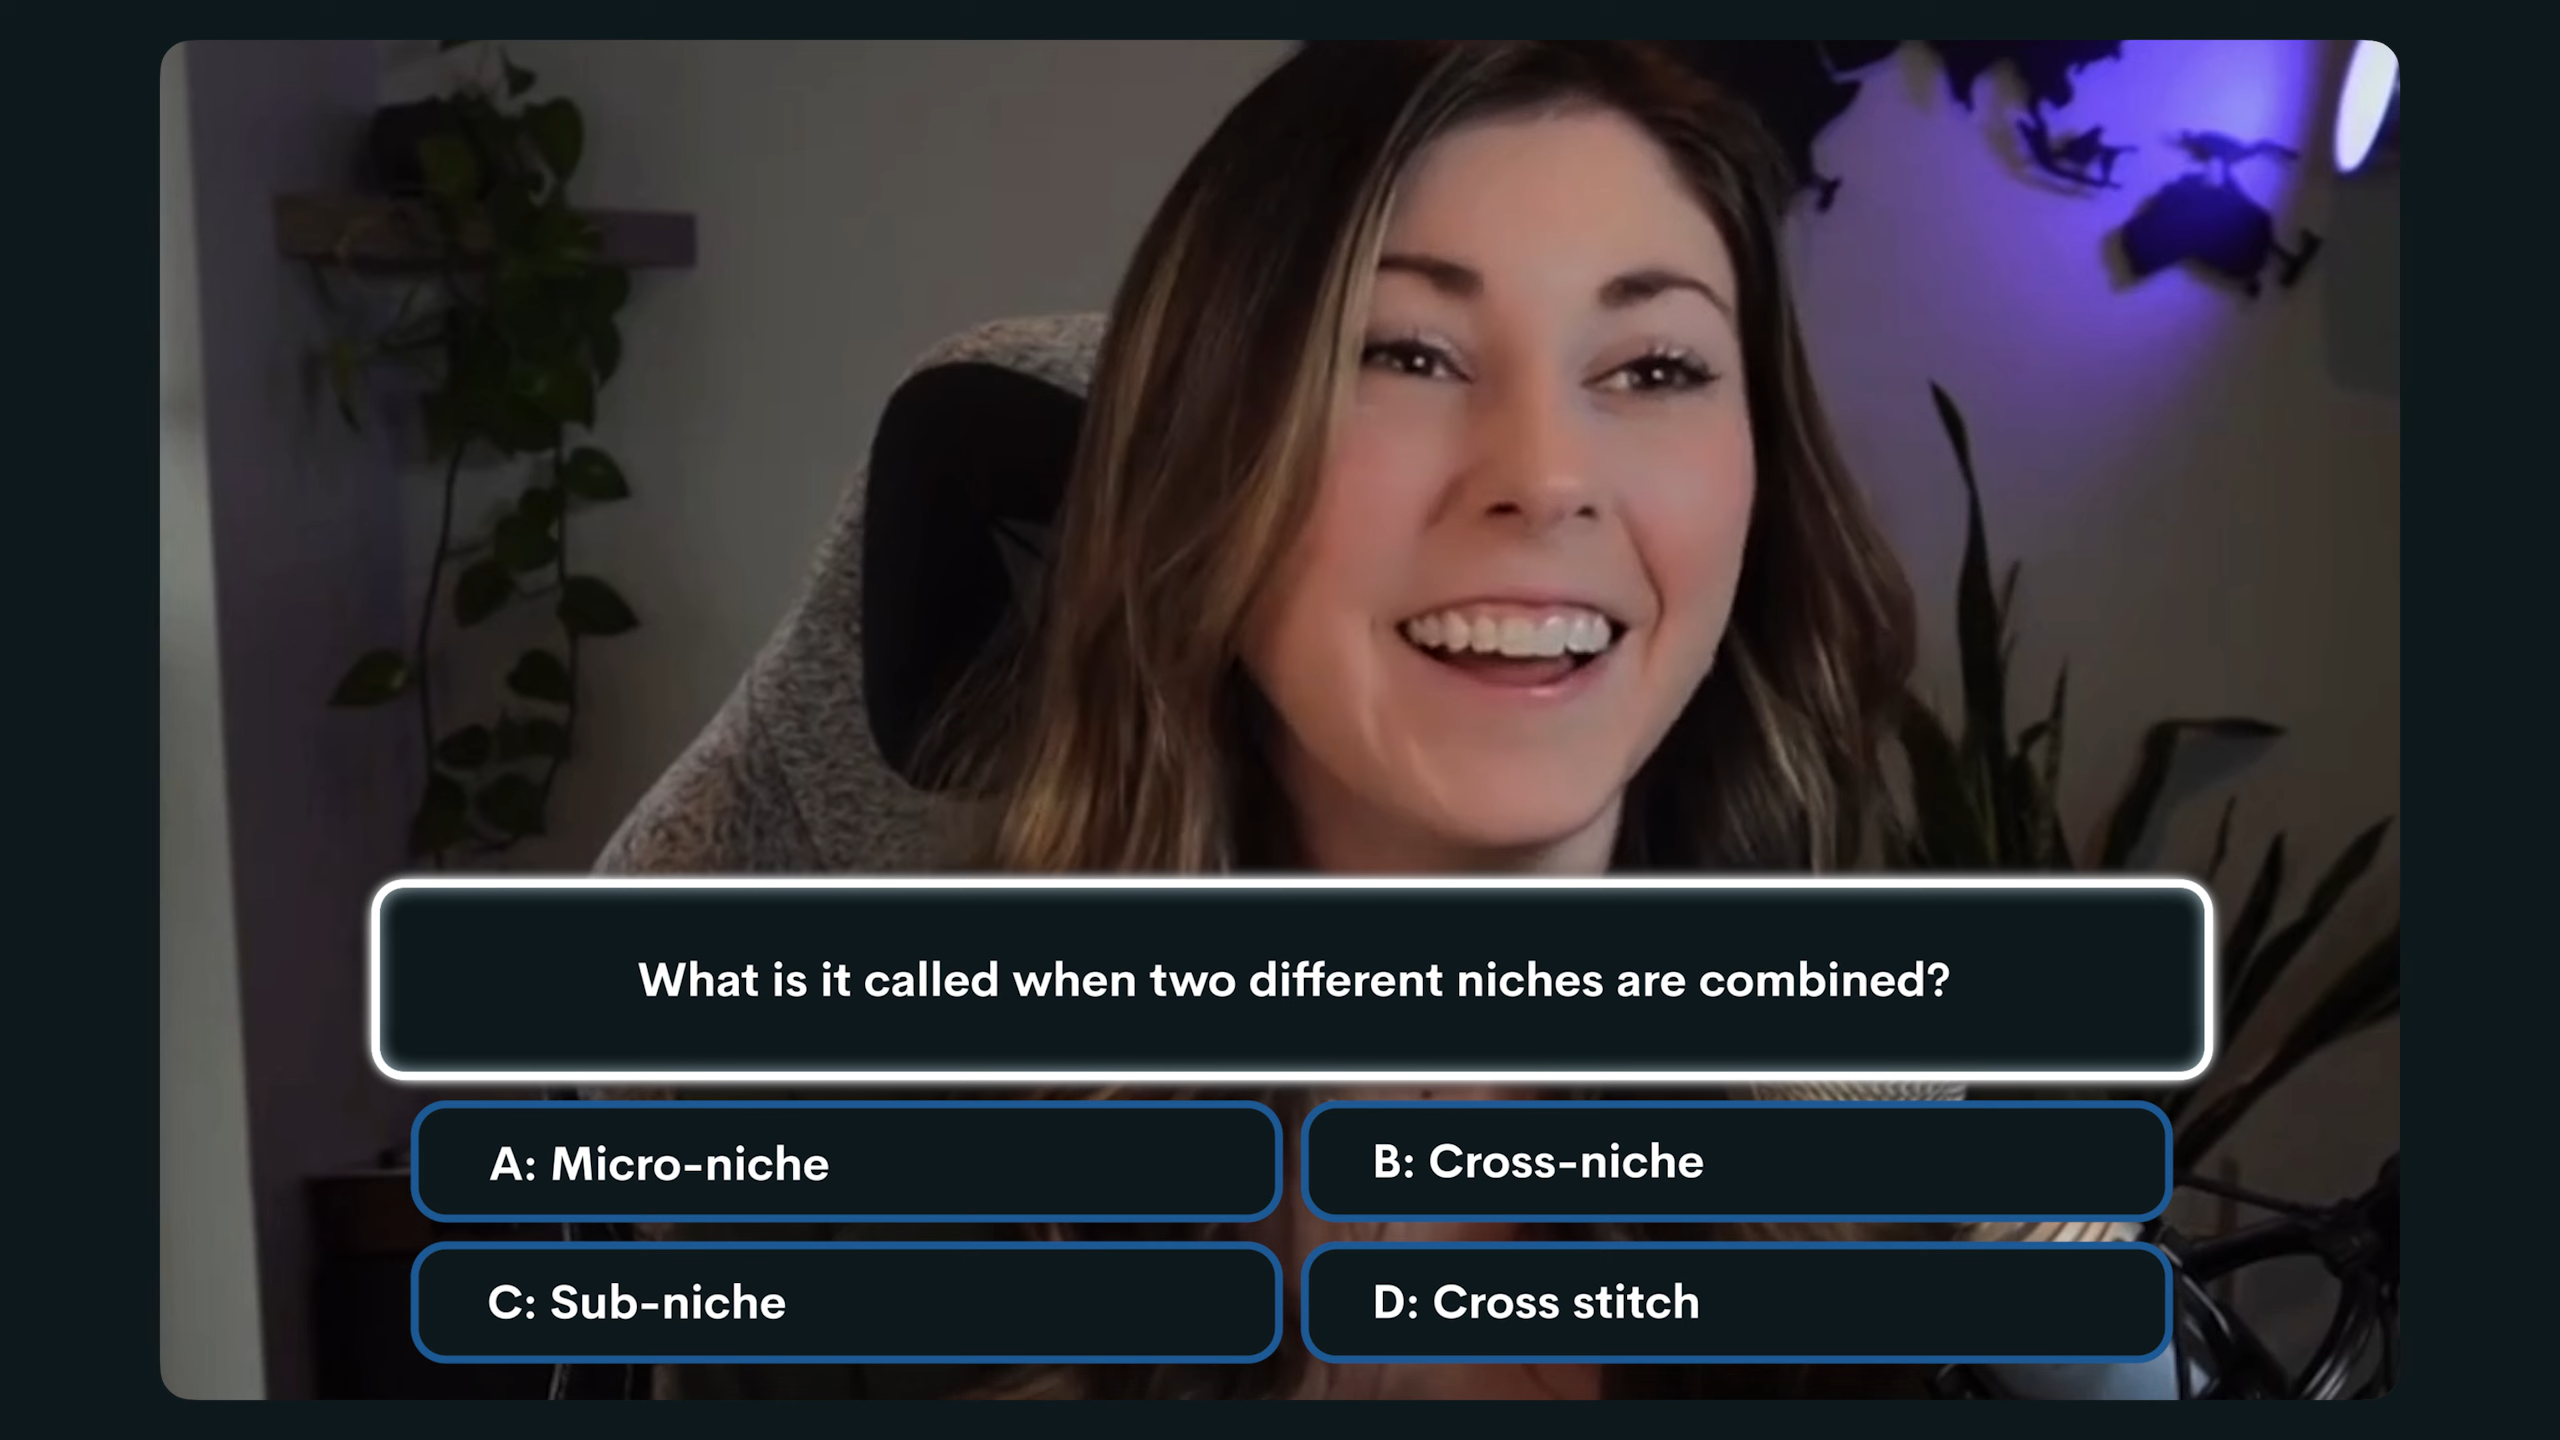 What is it called when two different niches are combined?
A: Micro-niche
B: Cross-niche
C: Sub-niche
D: Cross stitch